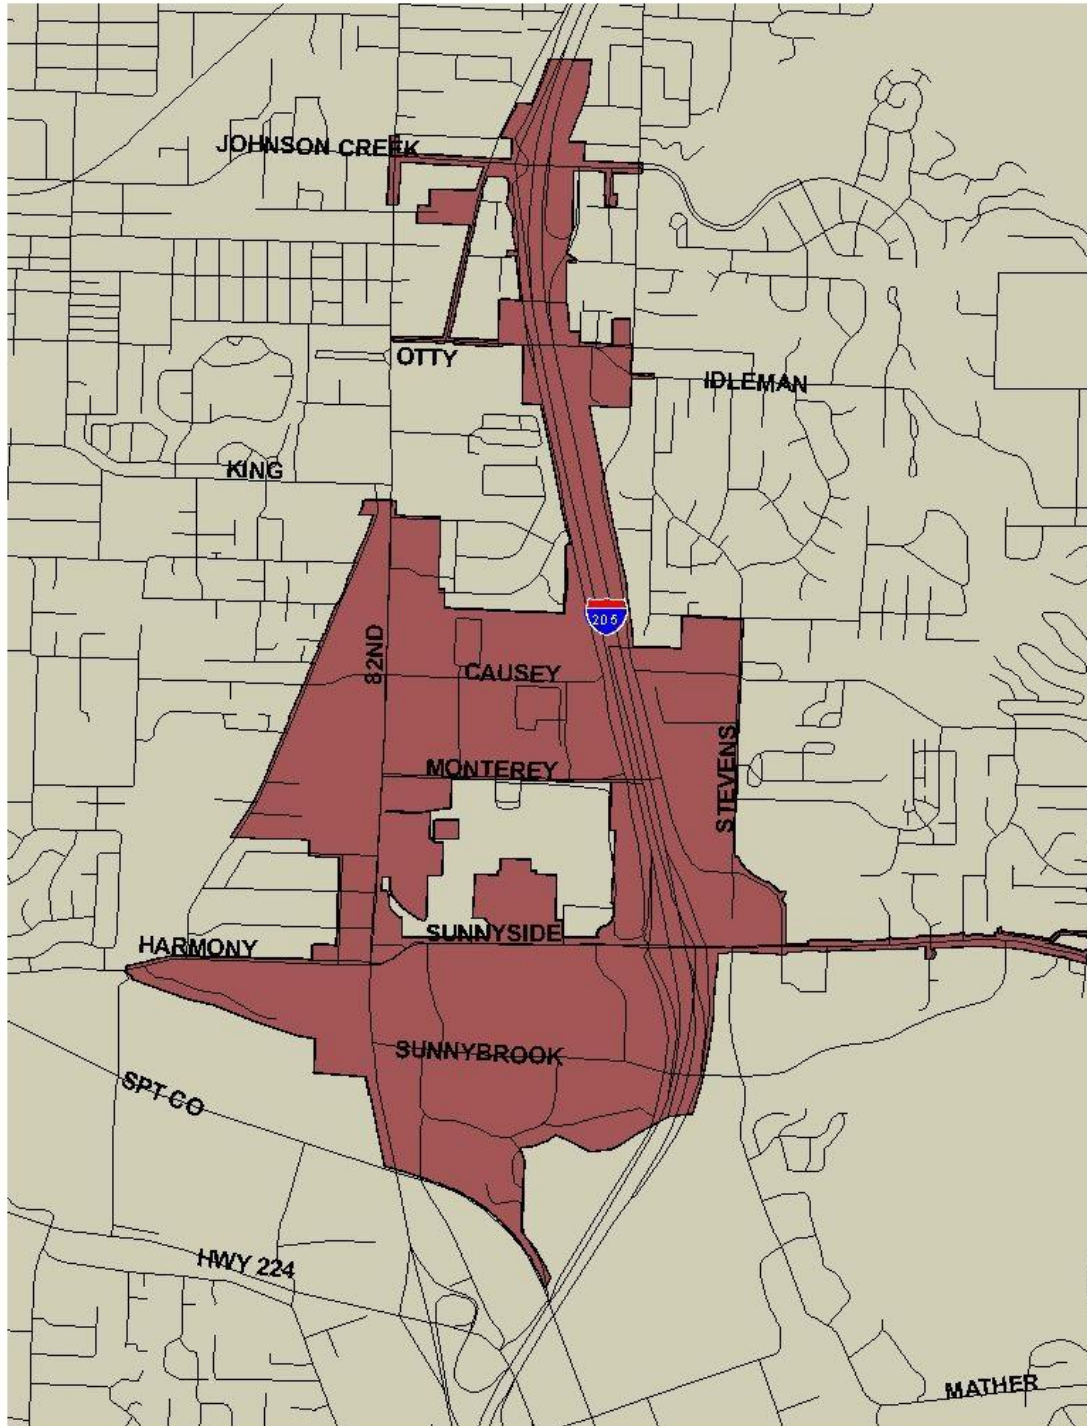 JOHNSON CREEK
OTTY
IDLEMAN
KING
205
82ND
CAUSEY
MONTEREY
STEVENS
SUNNYSIDE
HARMONY
SUNNYBROOK
SPT CO
HWY 224
MATHER